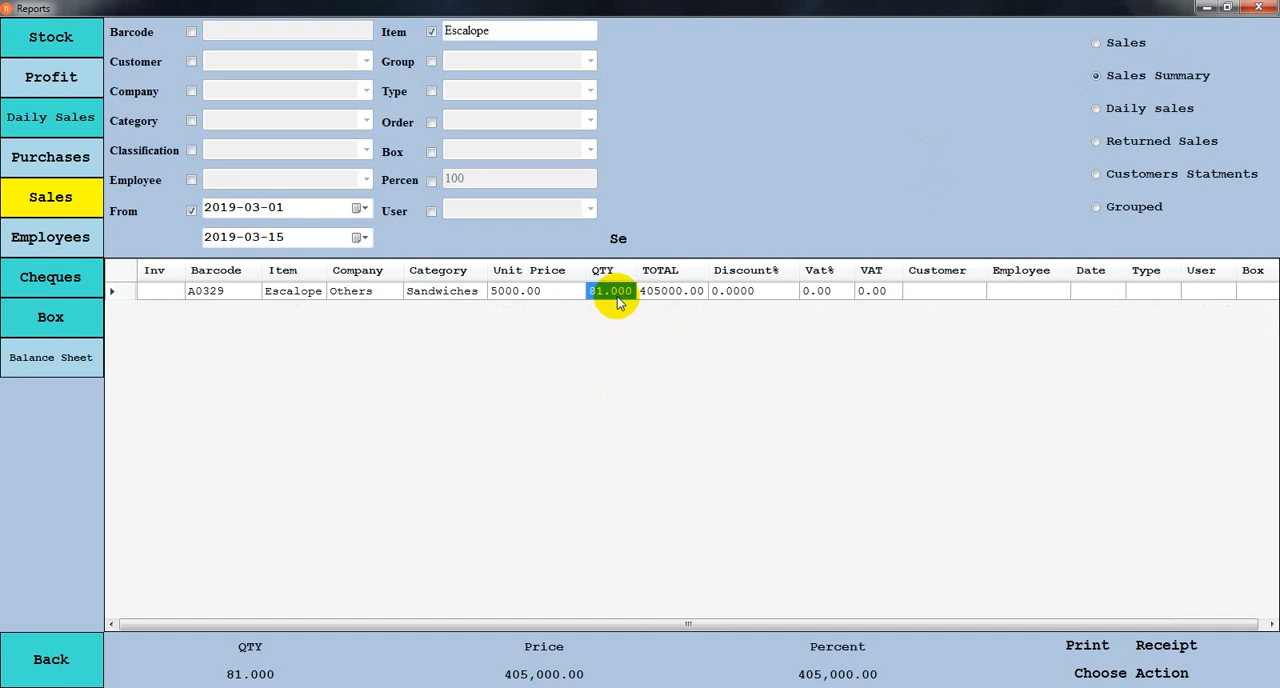 Reports
Stock
Profit
Daily Sales
Purchases
Sales
Employees
Cheques
Box
Balance Sheet
Back
Barcode
Item Escalope
Customer
Group
Company
Type
Category
Order
Classification
Box
Employee
Percen 100
From 2019-03-01
User
2019-03-15
Se
Sales
Sales Summary
Daily sales
Returned Sales
Customers Statments
Grouped
Inv Barcode Item Company Category Unit Price QTY TOTAL Discount% Vat% VAT Customer Employee Date Type User Box
A0329 Escalope Others Sandwiches 5000.00 81.000 405000.00 0.0000 0.00 0.00
QTY Price Percent
81.000 405,000.00 405,000.00
Print Receipt
Choose Action